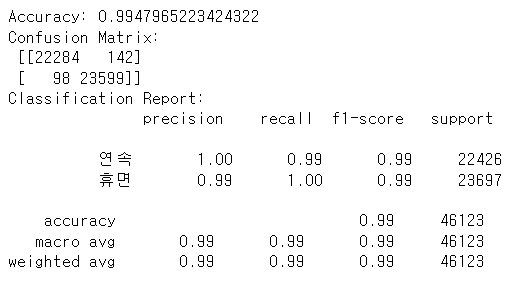 Accuracy: 0.9947965223424322
Confusion Matrix:
[[22284 142]
[ 98 23599]]
Classification Report:
precision recall f1-score support
연속 1.00 0.99 0.99 22426
휴면 0.99 1.00 0.99 23697
accuracy 0.99 46123
macro avg 0.99 0.99 0.99 46123
weighted avg 0.99 0.99 0.99 46123